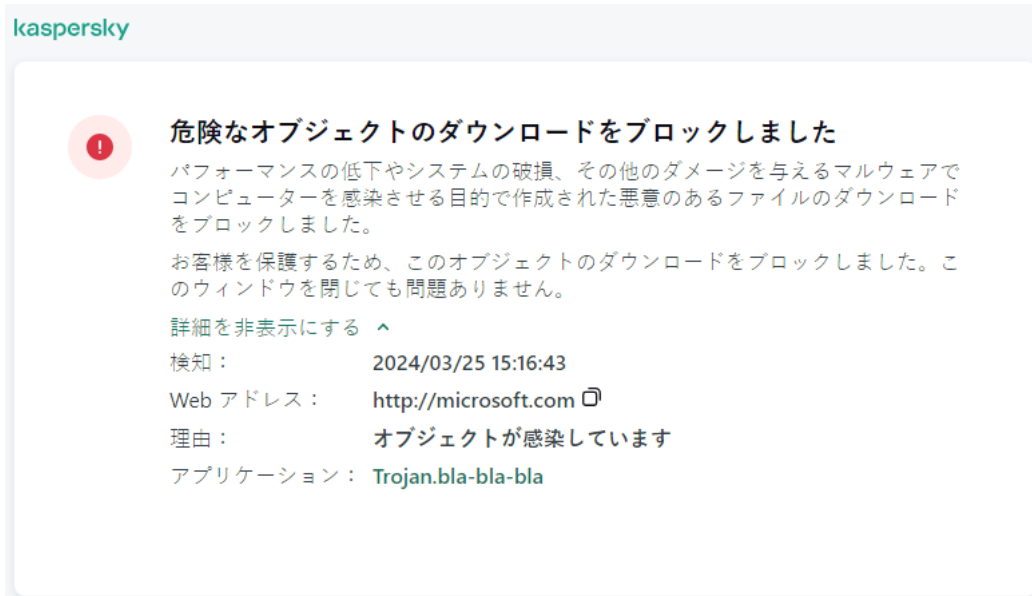 kaspersky
危険なオブジェクトのダウンロードをブロックしました
パフォーマンスの低下やシステムの破損、その他のダメージを与えるマルウェアで
コンピューターを感染させる目的で作成された悪意のあるファイルのダウンロード
をブロックしました。
お客様を保護するため、このオブジェクトのダウンロードをブロックしました。こ
のウィンドウを閉じても問題ありません。
詳細を非表示にする
検知： 2024/03/25 15:16:43
Web アドレス： http://microsoft.com
理由： オブジェクトが感染しています
アプリケーション： Trojan.bla-bla-bla